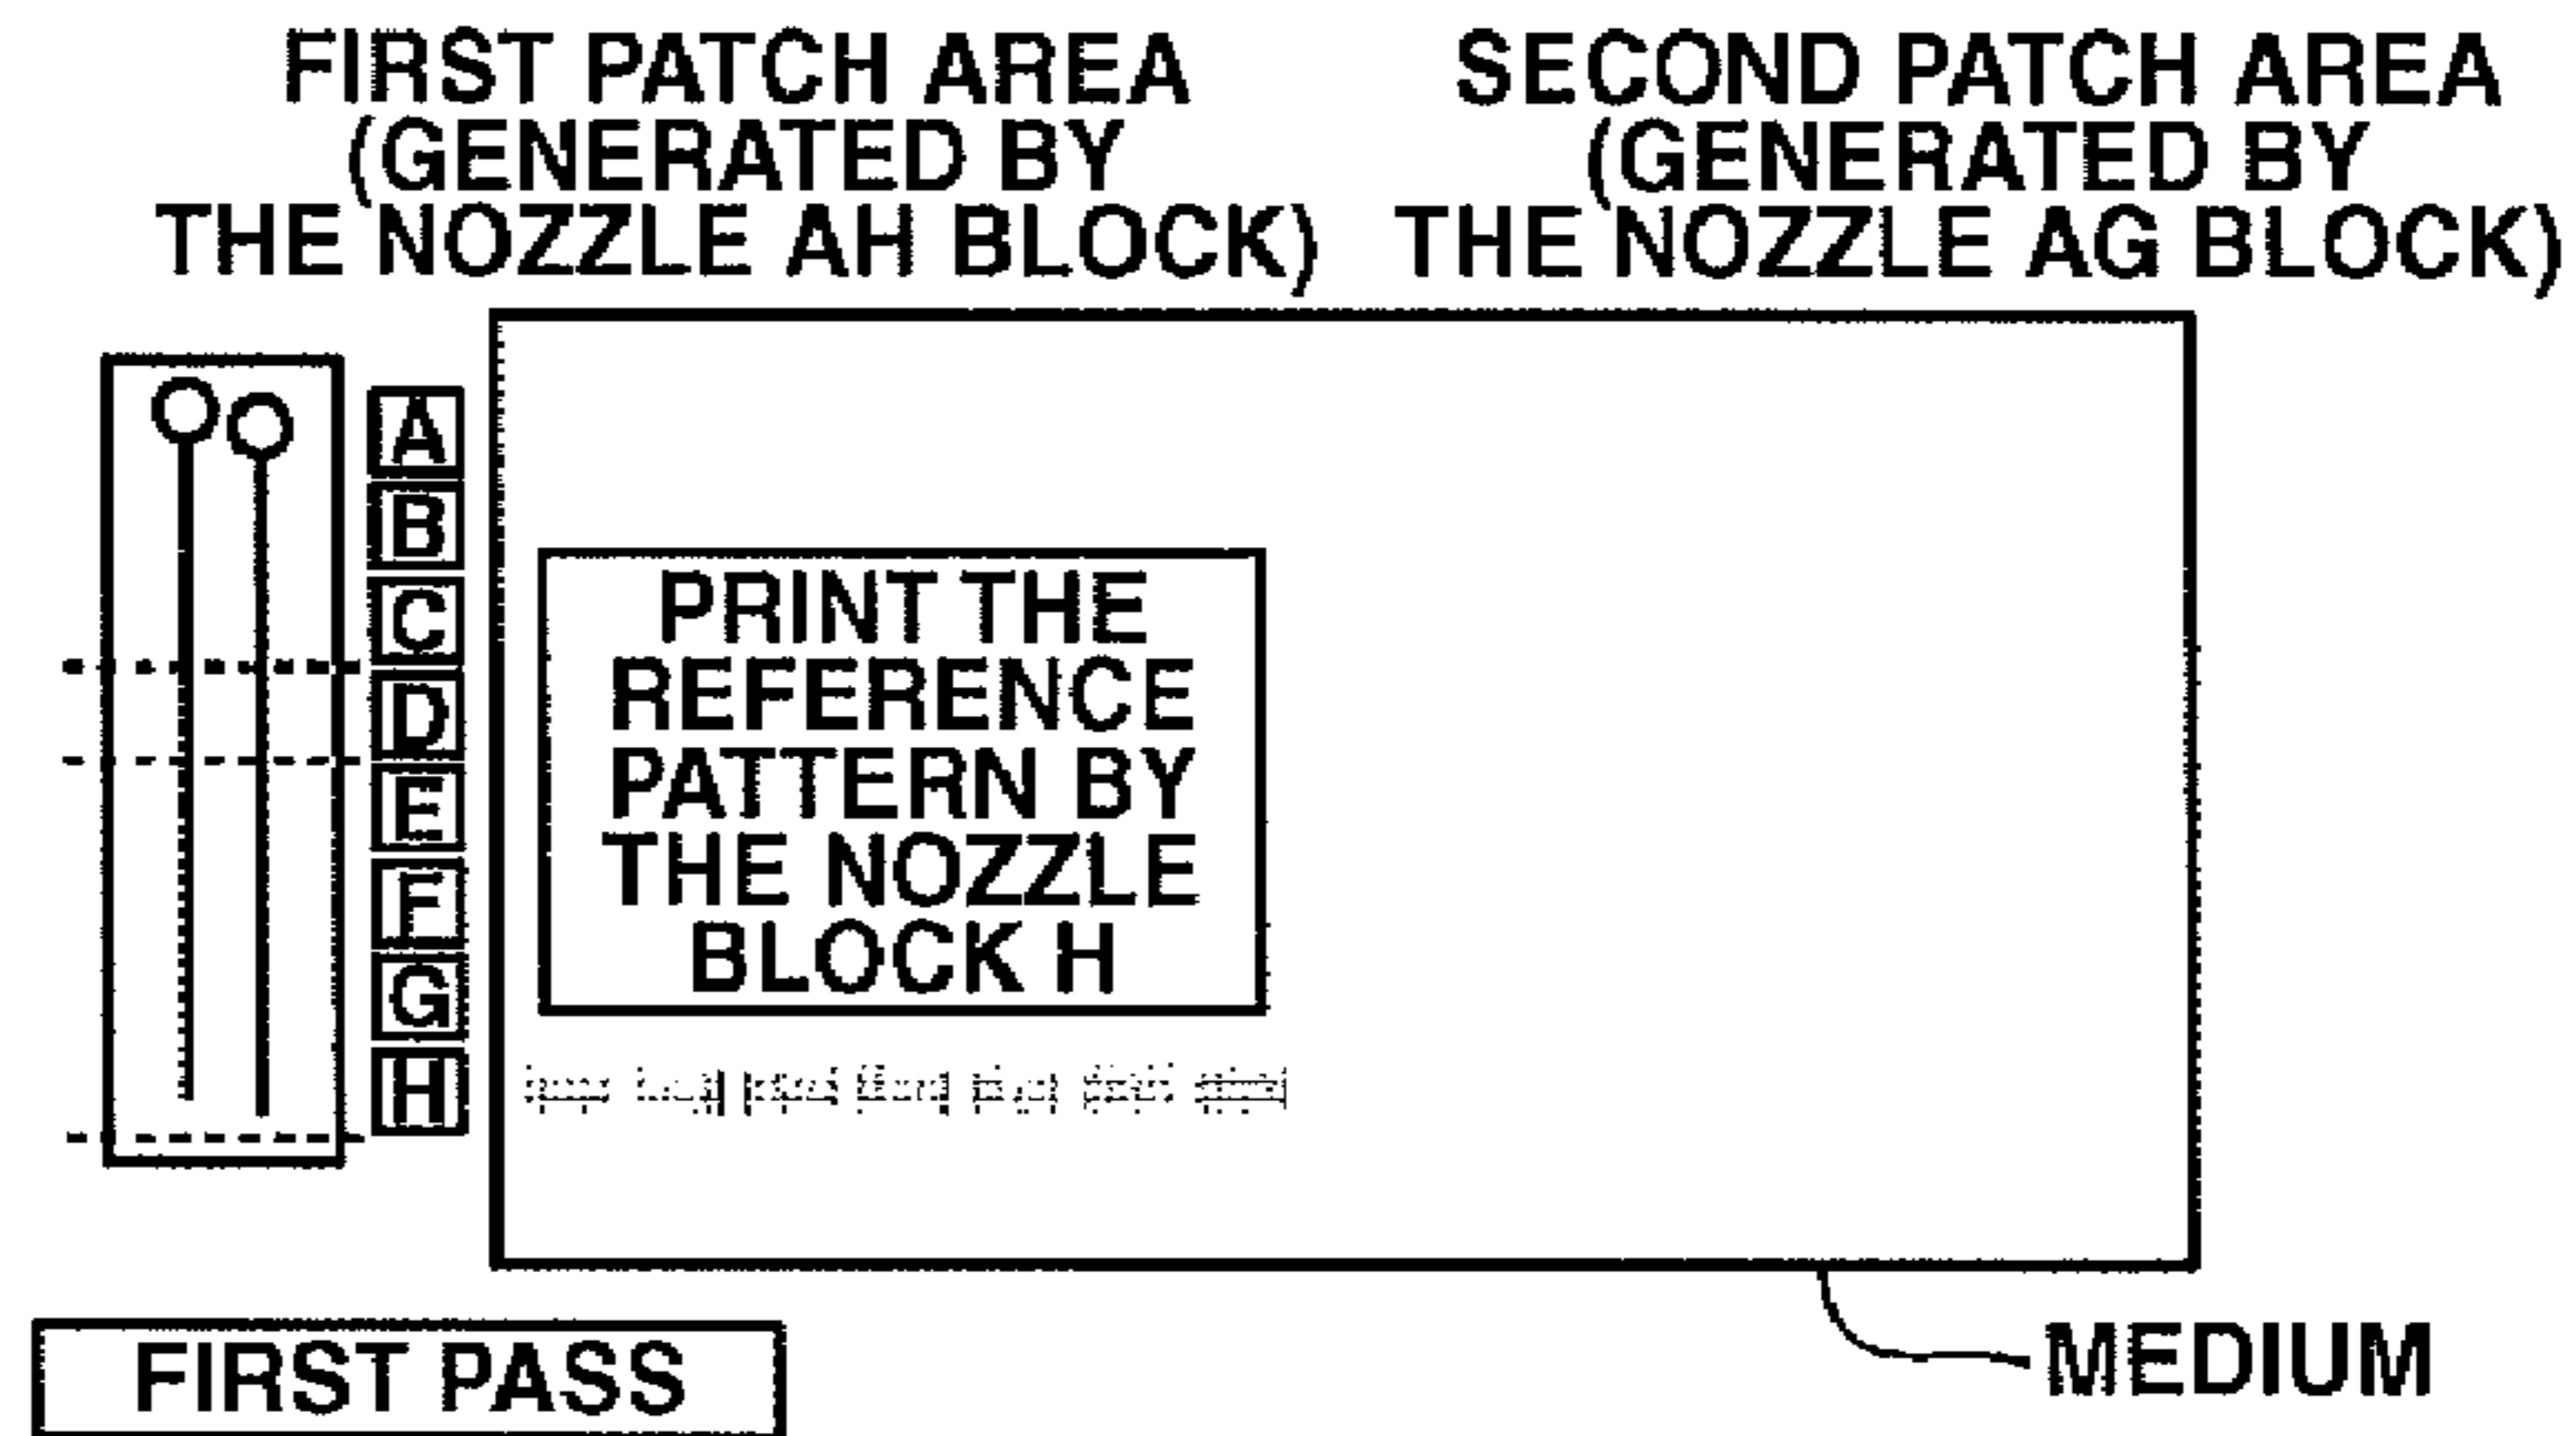 FIRST PATCH AREA
(GENERATED BY
THE NOZZLE AH BLOCK)
SECOND PATCH AREA
(GENERATED BY
THE NOZZLE AG BLOCK)
A
B
C
D
E
F
G
H
PRINT THE
REFERENCE
PATTERN BY
THE NOZZLE
BLOCK H
FIRST PASS
MEDIUM